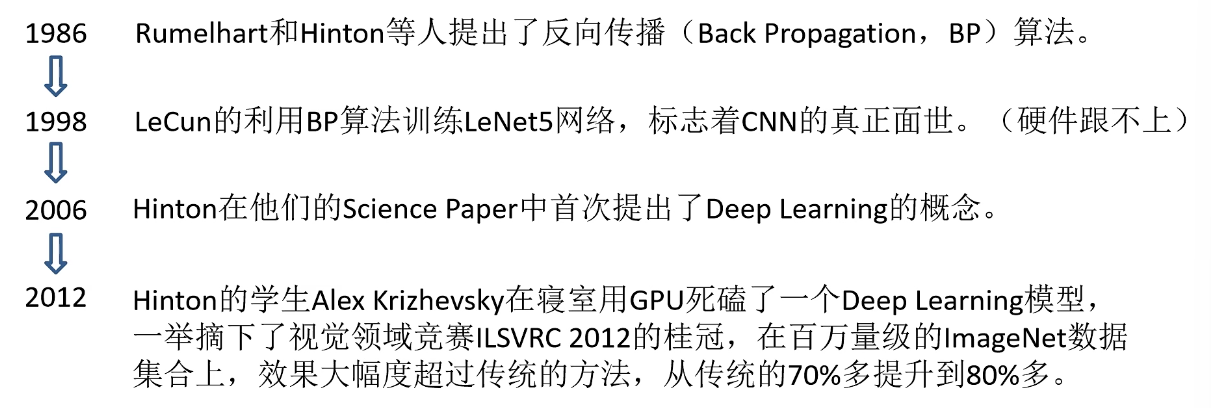 1986 Rumelhart和Hinton等人提出了反向传播（Back Propagation，BP）算法。
1998 LeCun的利用BP算法训练LeNet5网络，标志着CNN的真正面世。（硬件跟不上）
2006 Hinton在他们的Science Paper中首次提出了Deep Learning的概念。
2012 Hinton的学生Alex Krizhevsky在寝室用GPU死磕了一个Deep Learning模型，
一举摘下了视觉领域竞赛ILSVRC 2012的桂冠，在百万量级的ImageNet数据
集合上，效果大幅度超过传统的方法，从传统的70%多提升到80%多。